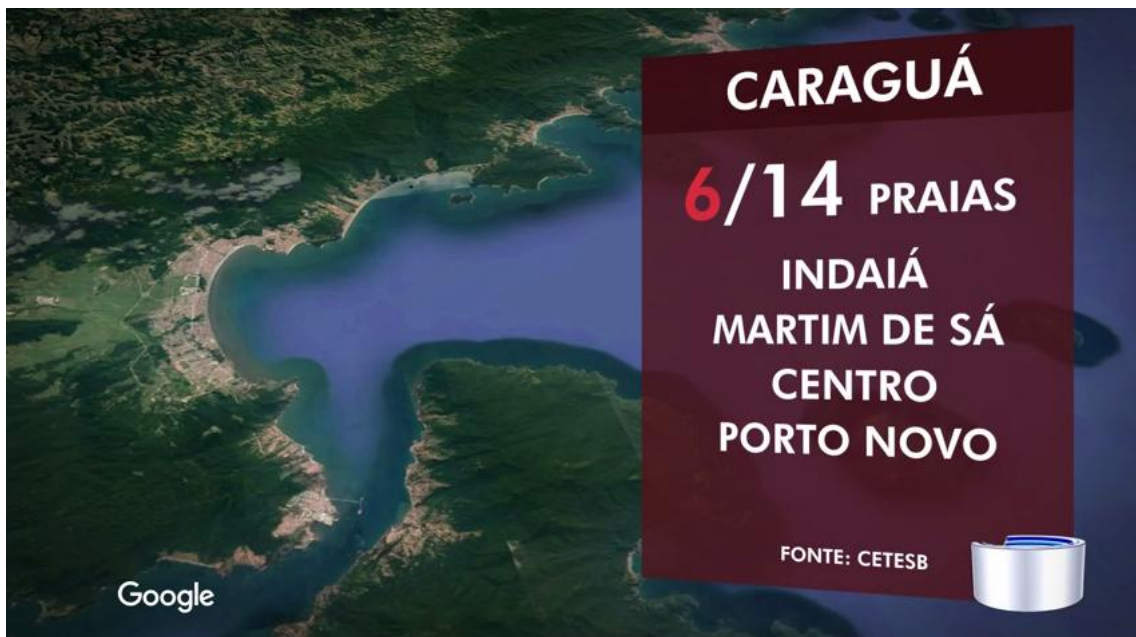 CARAGUÁ
6/14 PRAIAS
INDAIÁ
MARTIM DE SÁ
CENTRO
PORTO NOVO
FONTE: CETESB
Google